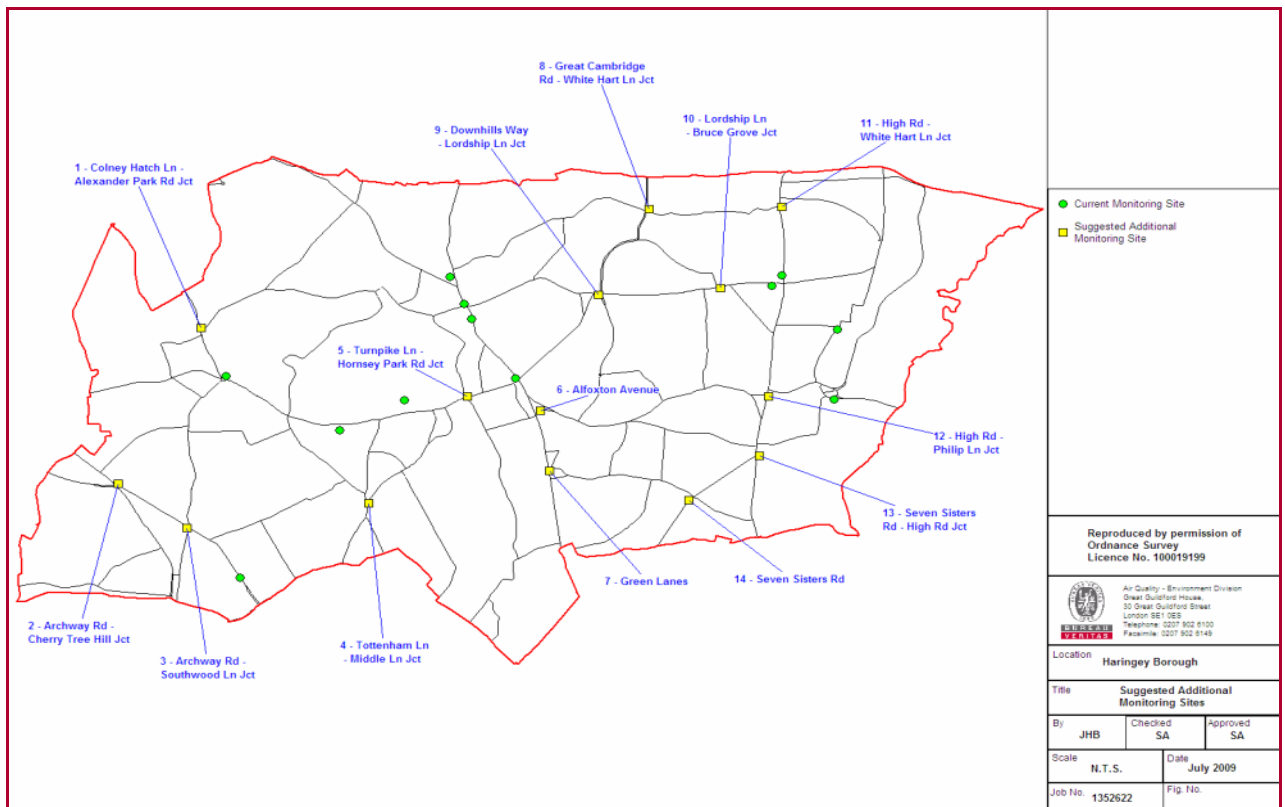 8 - Great Cambridge
Rd - White Hart Ln Jct
9 - Downhills Way
- Lordship Ln Jct
10 - Lordship Ln
- Bruce Grove Jct
11 - High Rd -
White Hart Ln Jct
1 - Colney Hatch Ln -
Alexander Park Rd Jct
5 - Turnpike Ln -
Hornsey Park Rd Jct
6 - Alfoxton Avenue
12 - High Rd -
Philip Ln Jct
13 - Seven Sisters
Rd - High Rd Jct
7 - Green Lanes
14 - Seven Sisters Rd
2 - Archway Rd -
Cherry Tree Hill Jct
3 - Archway Rd -
Southwood Ln Jct
4 - Tottenham Ln
- Middle Ln Jct
Current Monitoring Site
Suggested Additional
Monitoring Site
Reproduced by permission of
Ordnance Survey
Licence No. 100019199
BUREAU
VERITAS
Air Quality - Environment Division
Great Guildford House,
30 Great Guildford Street
London SE1 0ES
Telephone: 0207 902 6100
Facsimile: 0207 902 6149
Location
Haringey Borough
Title
Suggested Additional
Monitoring Sites
By
JHB
Checked
SA
Approved
SA
Scale
N.T.S.
Date
July 2009
Job No. 1352622
Fig. No.